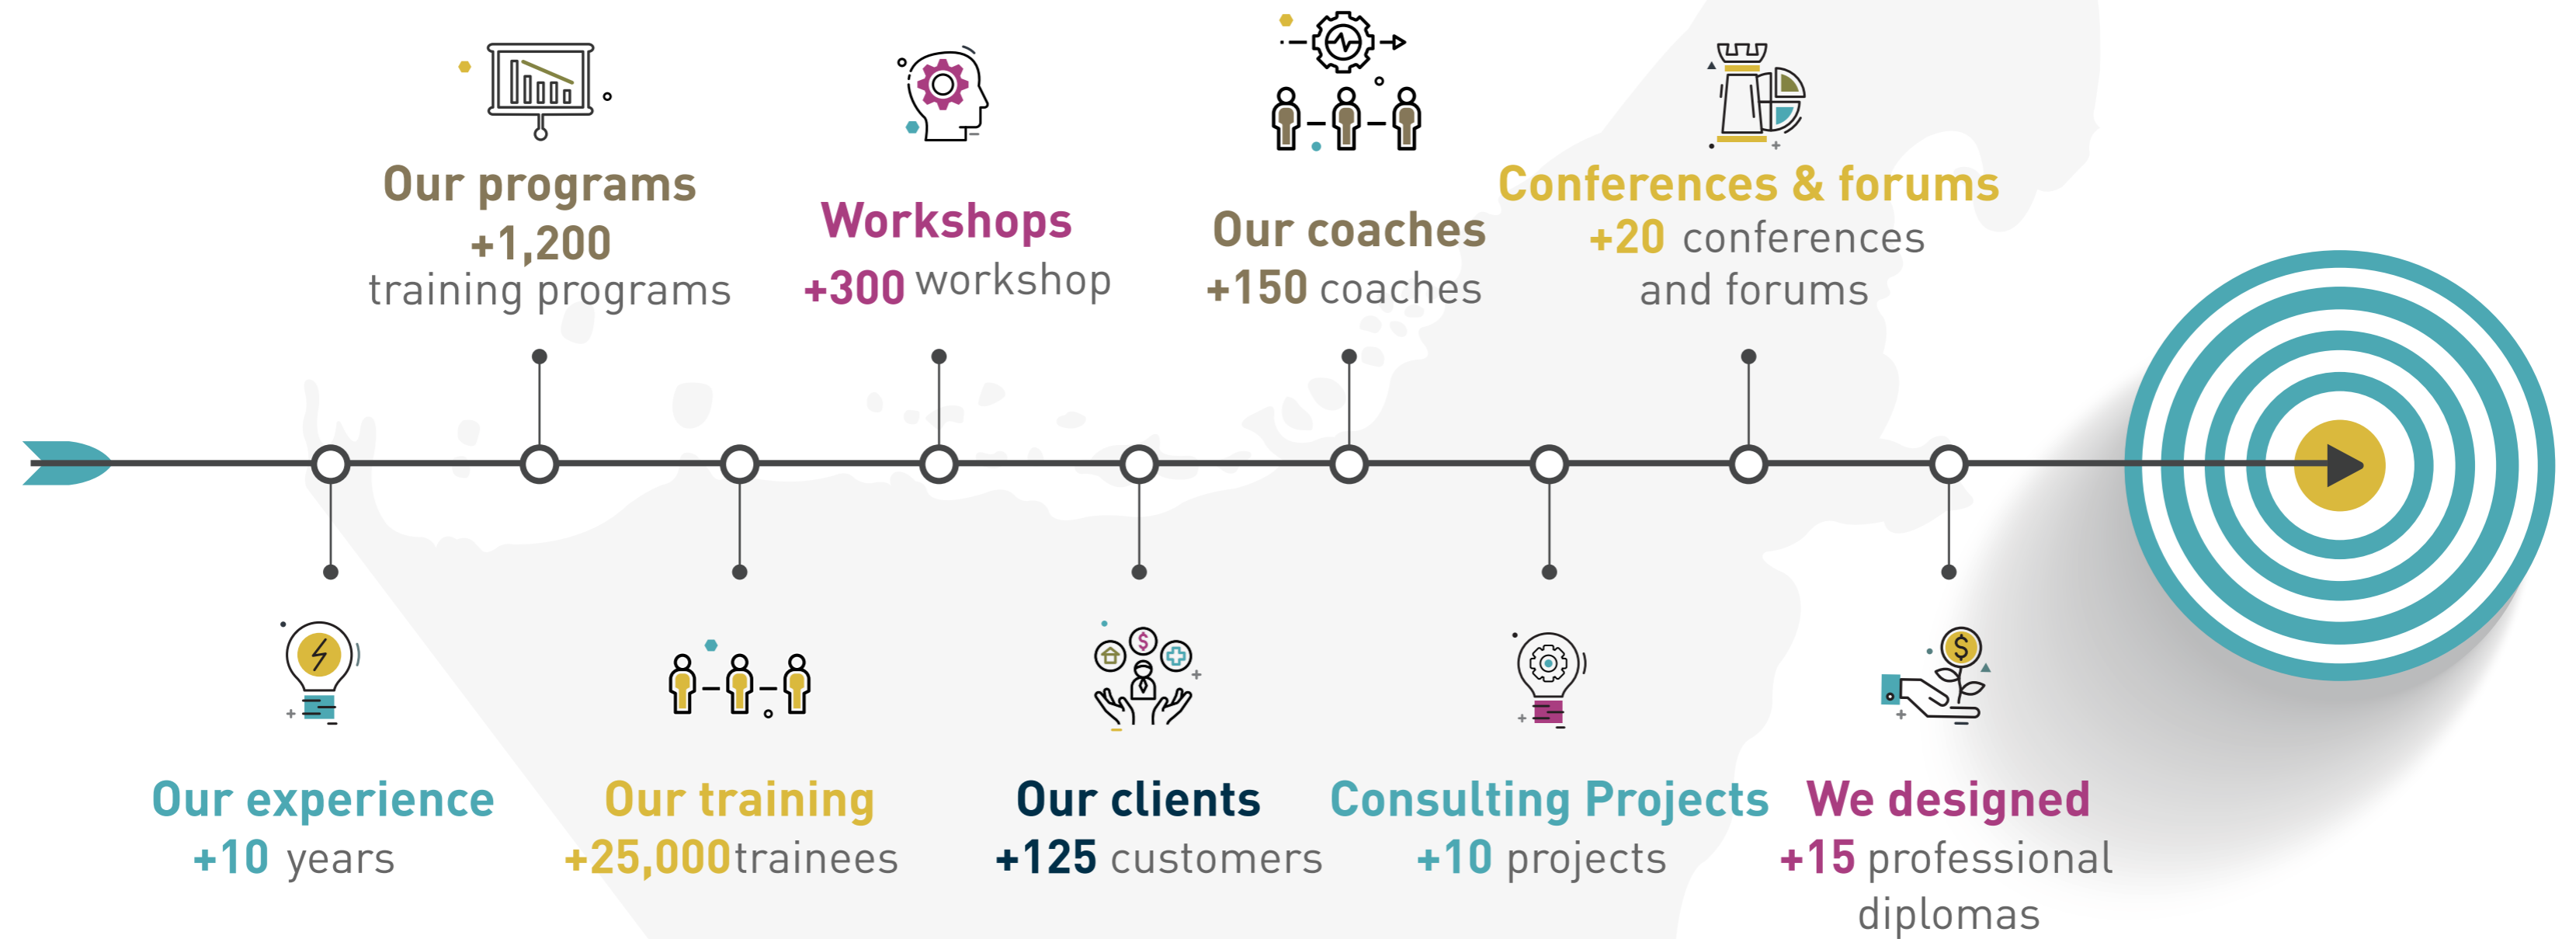 Our programs
+1,200
training programs
Workshops
+300 workshop
Our coaches
+150 coaches
Conferences & forums
+20 conferences
and forums
Our experience
+10 years
Our training
+25,000 trainees
Our clients
+125 customers
Consulting Projects
+10 projects
We designed
+15 professional
diplomas